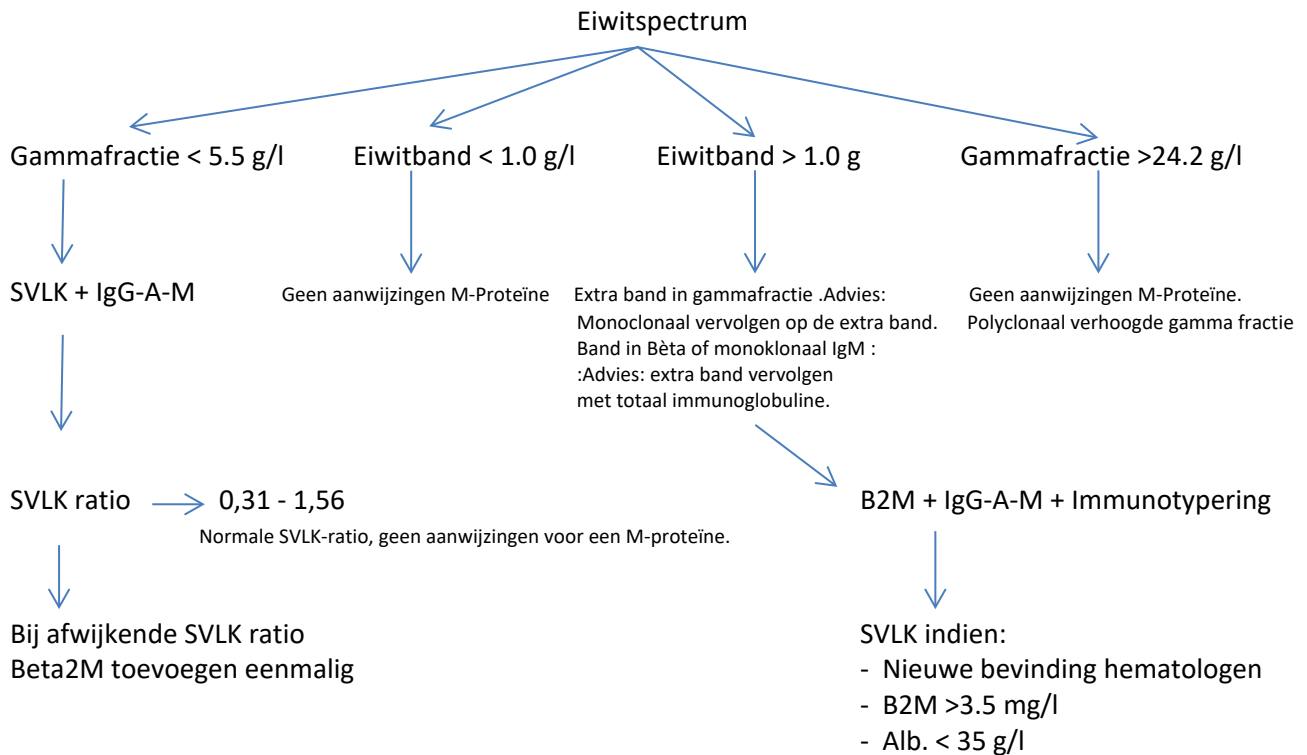 Eiwitspectrum
Gammafractie < 5.5 g/l
Eiwitband < 1.0 g/l
Eiwitband > 1.0 g
Gammafractie >24.2 g/l
SVLK + IgG-A-M
Geen aanwijzingen M-Proteïne
Extra band in gammafractie .Advies:
Monoclonaal vervolgen op de extra band.
Band in Bèta of monoklonaal IgM :
:Advies: extra band vervolgen
met totaal immunoglobuline.
Geen aanwijzingen M-Proteïne.
Polyclonaal verhoogde gamma fractie
SVLK ratio
0,31 - 1,56
Normale SVLK-ratio, geen aanwijzingen voor een M-proteïne.
B2M + IgG-A-M + Immunotypering
Bij afwijkende SVLK ratio
Beta2M toevoegen eenmalig
SVLK indien:
- Nieuwe bevinding hematologen
- B2M >3.5 mg/l
- Alb. < 35 g/l